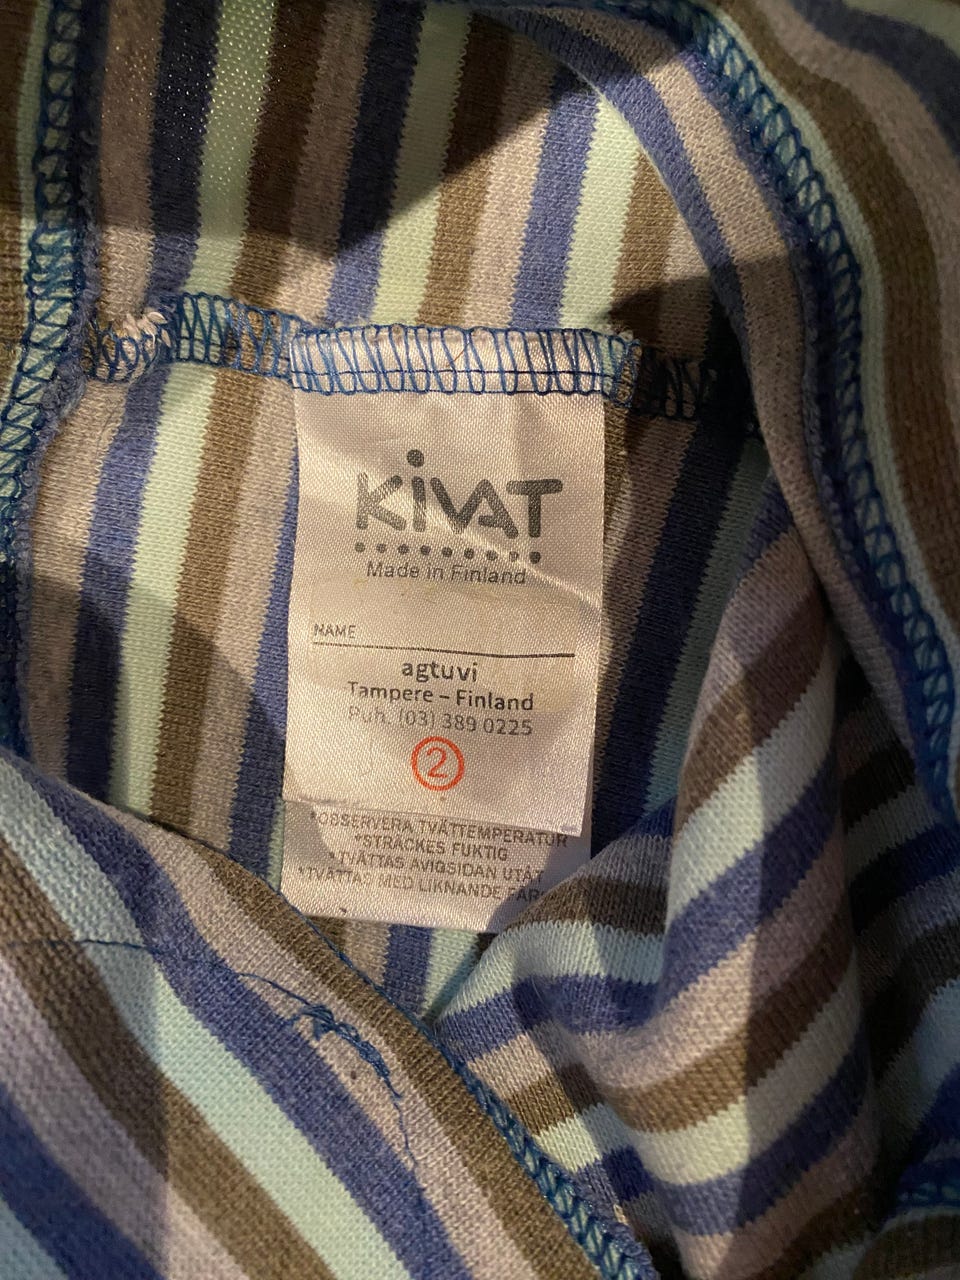 KiVAT
Made in Finland
NAME
agtuvi
Tampere – Finland
Puh. (03) 389 0225
2
*OBSERVERA TVÄTTEMPERATUR
*STRÄCKES FUKTIG
*TVÄTTAS AVIGSIDAN UTÅT
*TVÄTTAS MED LIKNANDE FÄR